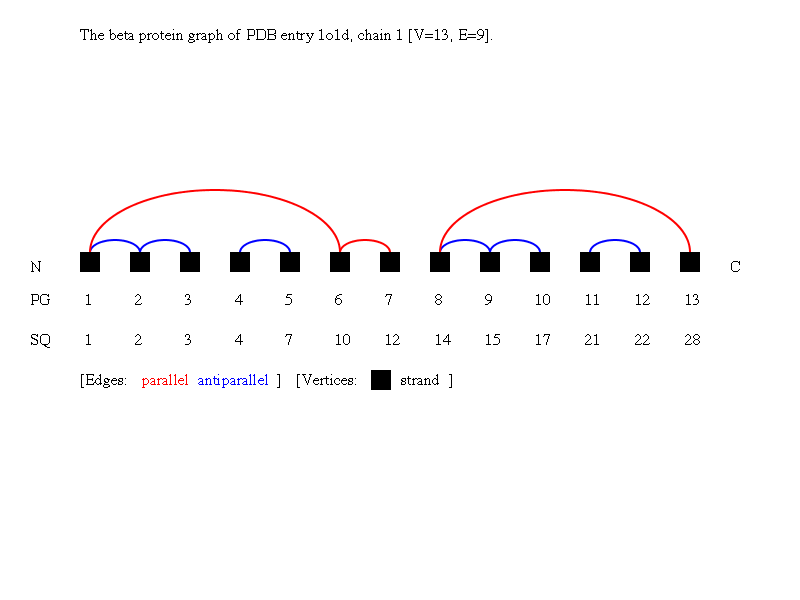 The beta protein graph of PDB entry 1o1d, chain 1 [V=13, E=9].
N C
PG 1 2 3 4 5 6 7 8 9 10 11 12 13
SQ 1 2 3 4 7 10 12 14 15 17 21 22 28
[Edges: parallel antiparallel ] [Vertices: strand ]